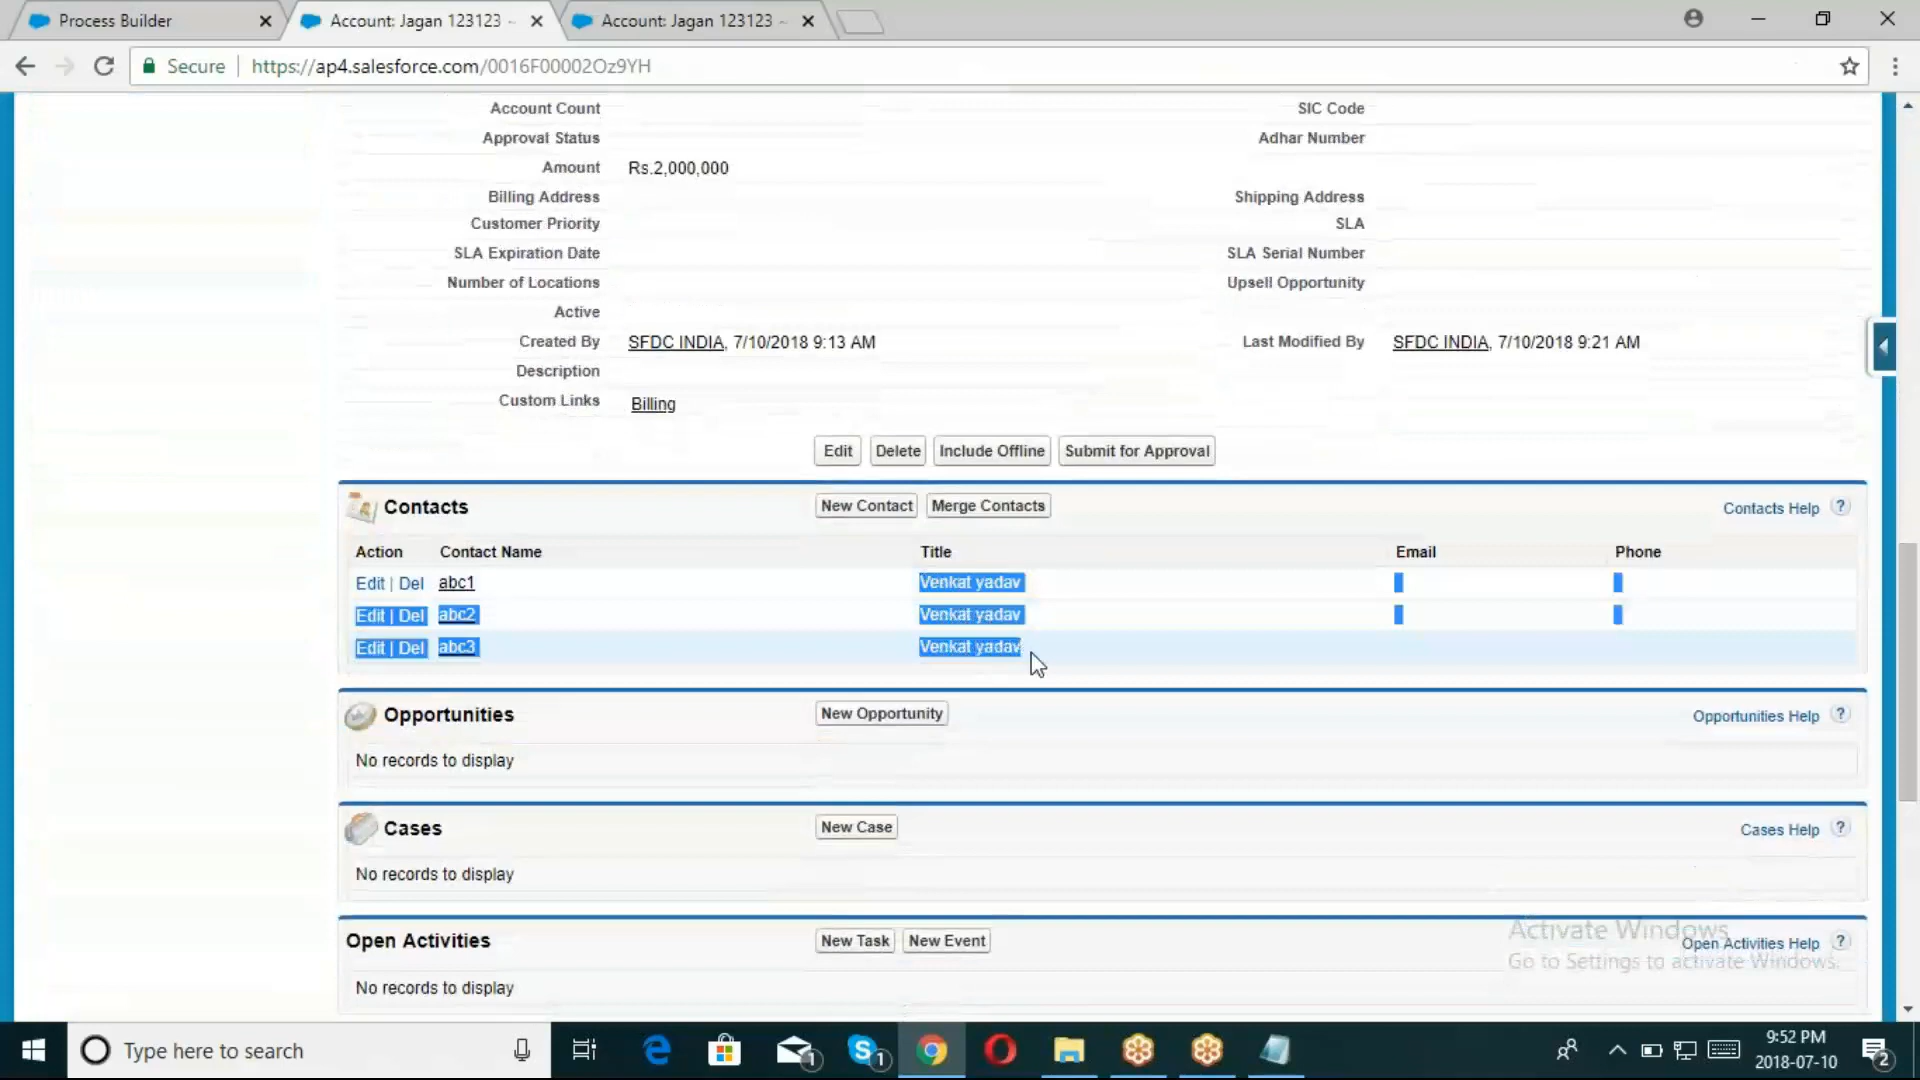 Process Builder
Account: Jagan 123123 -
Account: Jagan 123123 -
Secure
https://ap4.salesforce.com/0016F00002Oz9YH
Account Count
SIC Code
Approval Status
Adhar Number
Amount Rs.2,000,000
Billing Address
Shipping Address
Customer Priority
SLA
SLA Expiration Date
SLA Serial Number
Number of Locations
Upsell Opportunity
Active
Created By SFDC INDIA, 7/10/2018 9:13 AM
Last Modified By SFDC INDIA, 7/10/2018 9:21 AM
Description
Custom Links Billing
Edit Delete Include Offline Submit for Approval
Contacts New Contact Merge Contacts Contacts Help ?
Action Contact Name Title Email Phone
Edit | Del abc1 Venkat yadav
Edit | Del abc2 Venkat yadav
Edit | Del abc3 Venkat yadav
Opportunities New Opportunity Opportunities Help ?
No records to display
Cases New Case Cases Help ?
No records to display
Open Activities New Task New Event Open Activities Help ?
No records to display
Activate Windows
Go to Settings to activate Windows.
Type here to search
1
1
9:52 PM
2018-07-10
2